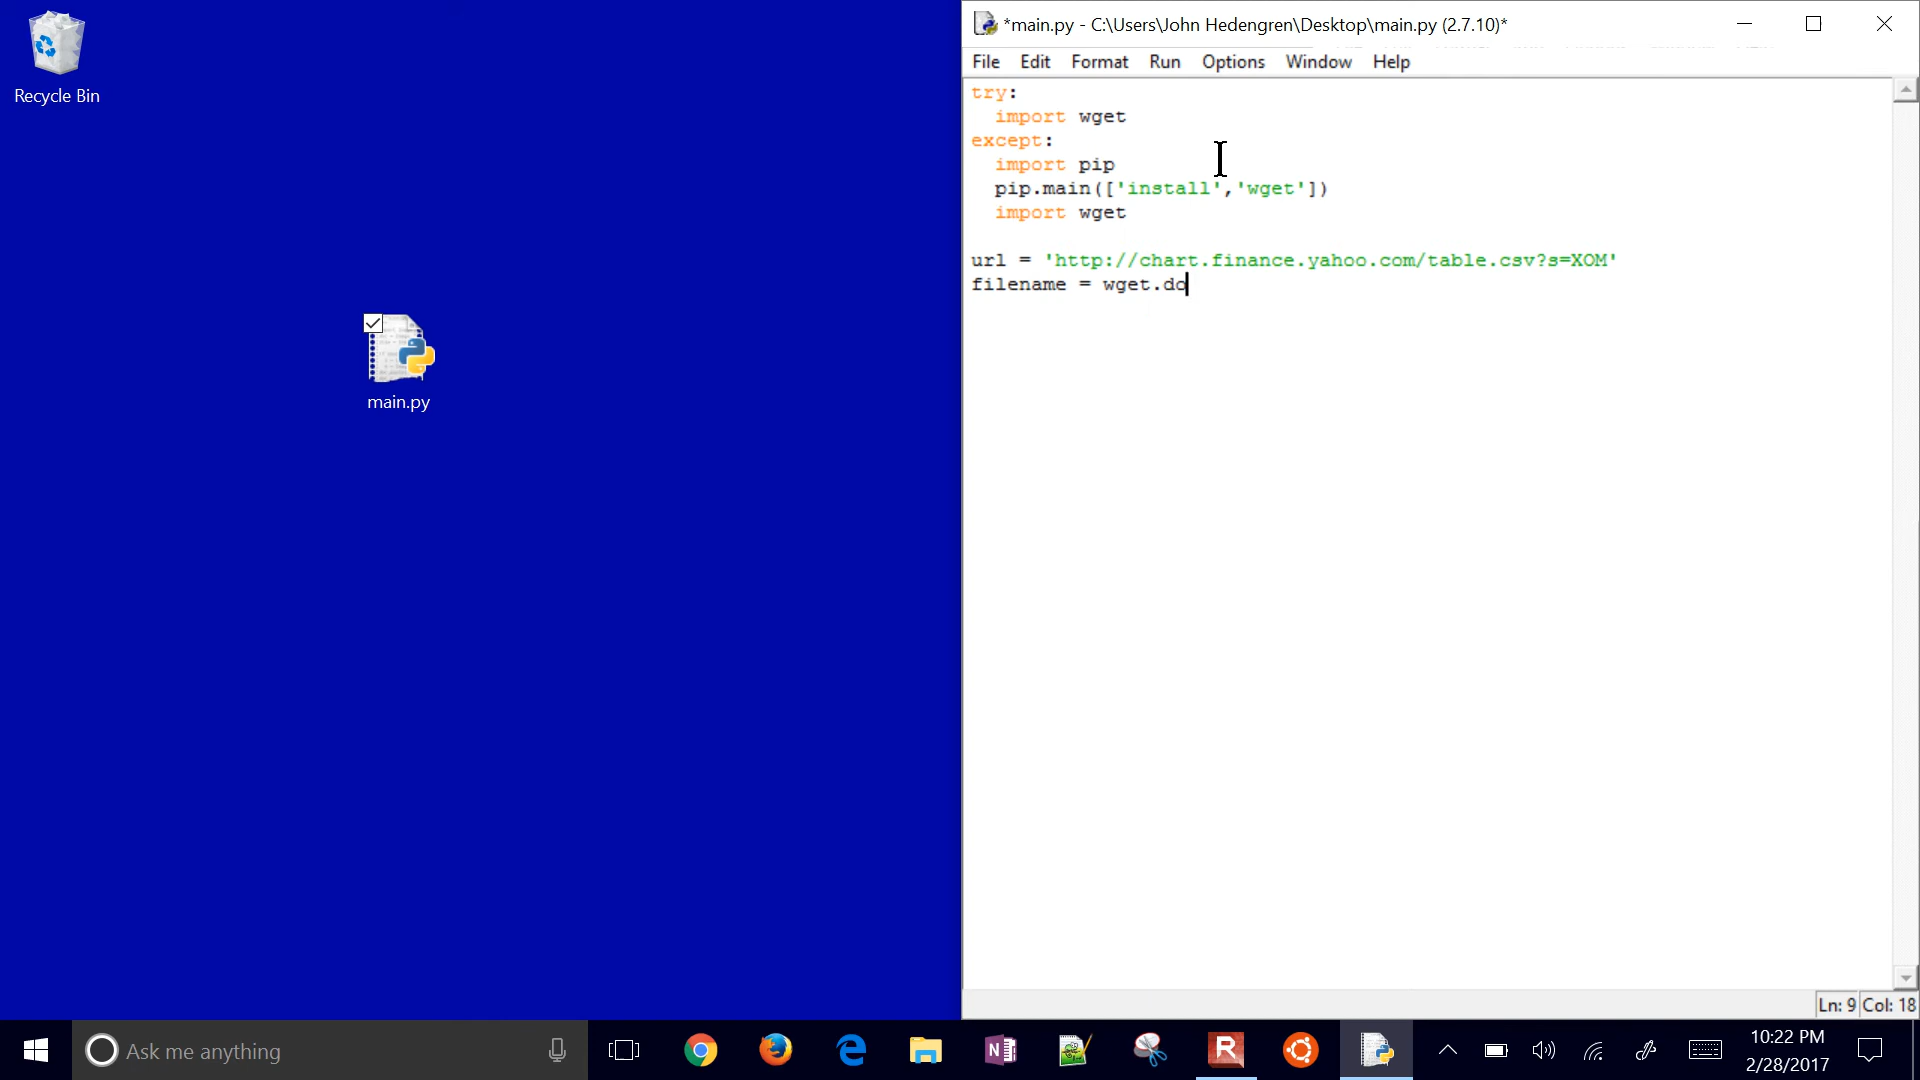 Recycle Bin
main.py
*main.py - C:\Users\John Hedengren\Desktop\main.py (2.7.10)*
File Edit Format Run Options Window Help
try:
  import wget
except:
  import pip
  pip.main(['install','wget'])
  import wget
url = 'http://chart.finance.yahoo.com/table.csv?s=XOM'
filename = wget.do
Ln: 9 Col: 18
Ask me anything
N
R
10:22 PM
2/28/2017